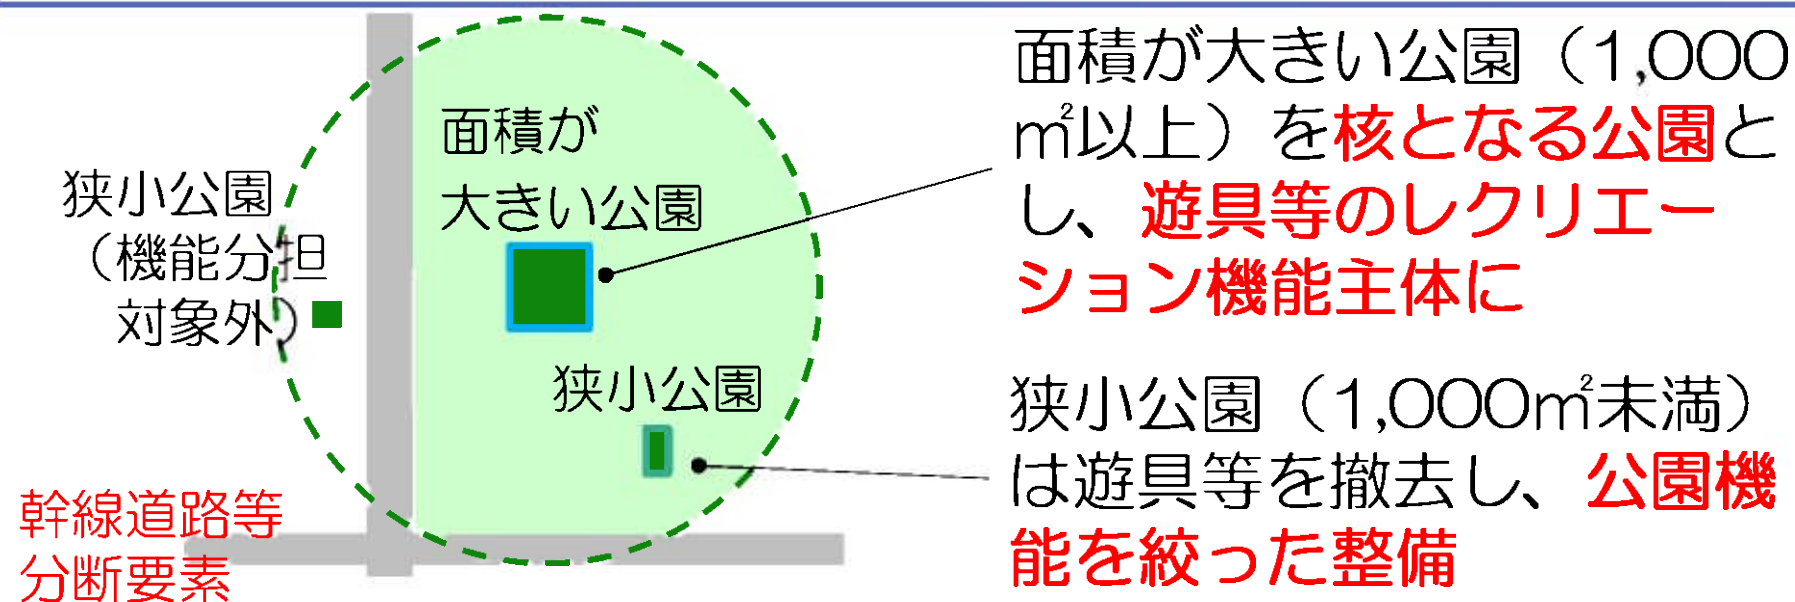 面積が
大きい公園
狭小公園
（機能分担
対象外）
狭小公園
幹線道路等
分断要素
面積が大きい公園（1,000
㎡以上）を核となる公園と
し、遊具等のレクリエー
ション機能主体に
狭小公園（1,000㎡未満）
は遊具等を撤去し、公園機
能を絞った整備